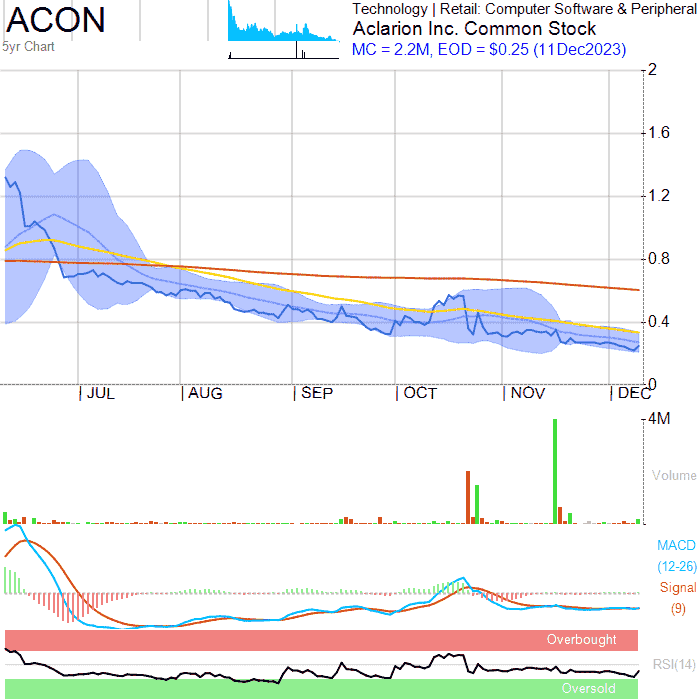 ACON
5yr Chart
Technology | Retail: Computer Software & Peripheral
Aclarion Inc. Common Stock
MC = 2.2M, EOD = $0.25 (11Dec2023)
2
1.6
1.2
0.8
0.4
0
JUL AUG SEP OCT NOV DEC
4M
Volume
MACD
(12-26)
Signal
(9)
Overbought
RSI(14)
Oversold